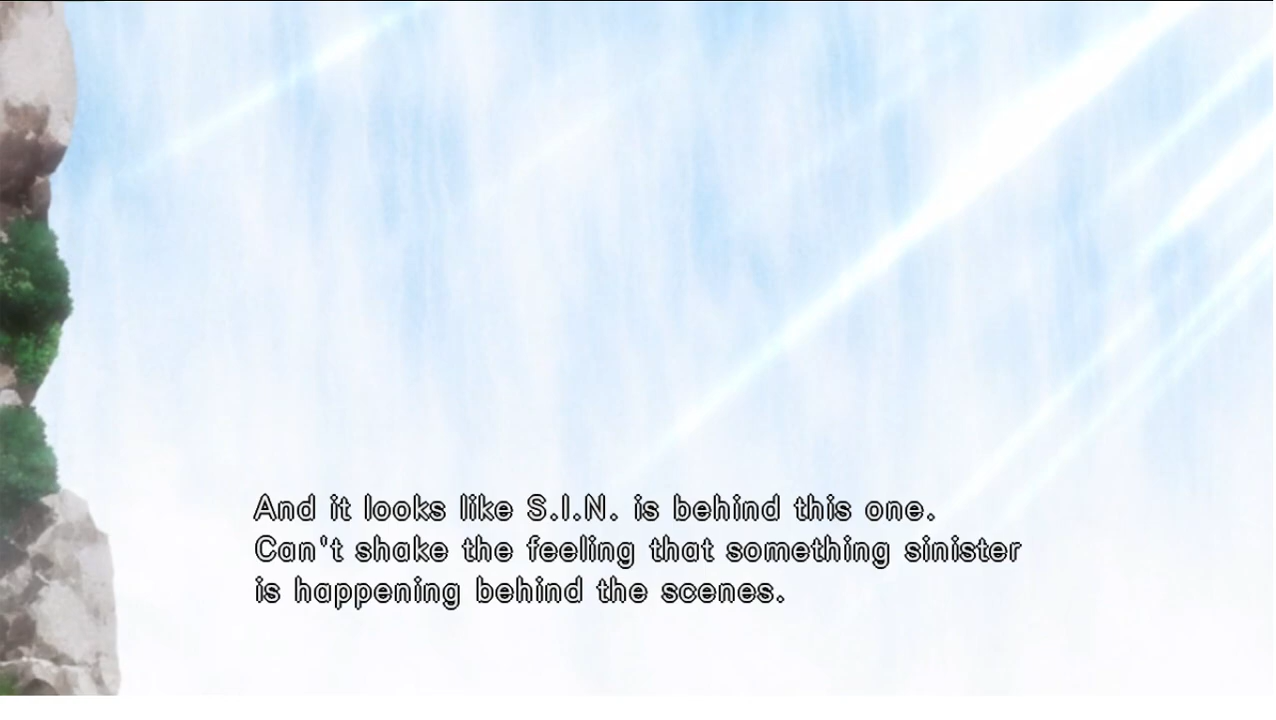 And it looks like S.I.N. is behind this one.
Can't shake the feeling that something sinister
is happening behind the scenes.